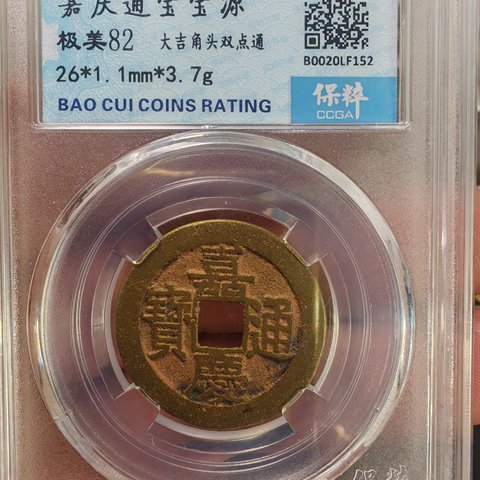 嘉庆通宝宝源
极美82 大吉角头双点通
26*1.1mm*3.7g
B0020LF152
BAO CUI COINS RATING
保粹
CCGA
嘉
寶 通
慶